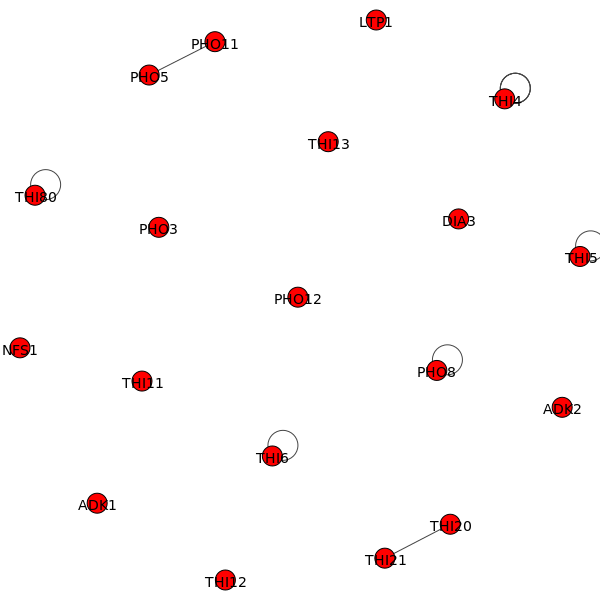 LTP1
PHO11
PHO5
THI4
THI13
THI80
DIA3
PHO3
THI5
PHO12
NFS1
PHO8
THI11
ADK2
THI6
ADK1
THI20
THI21
THI12